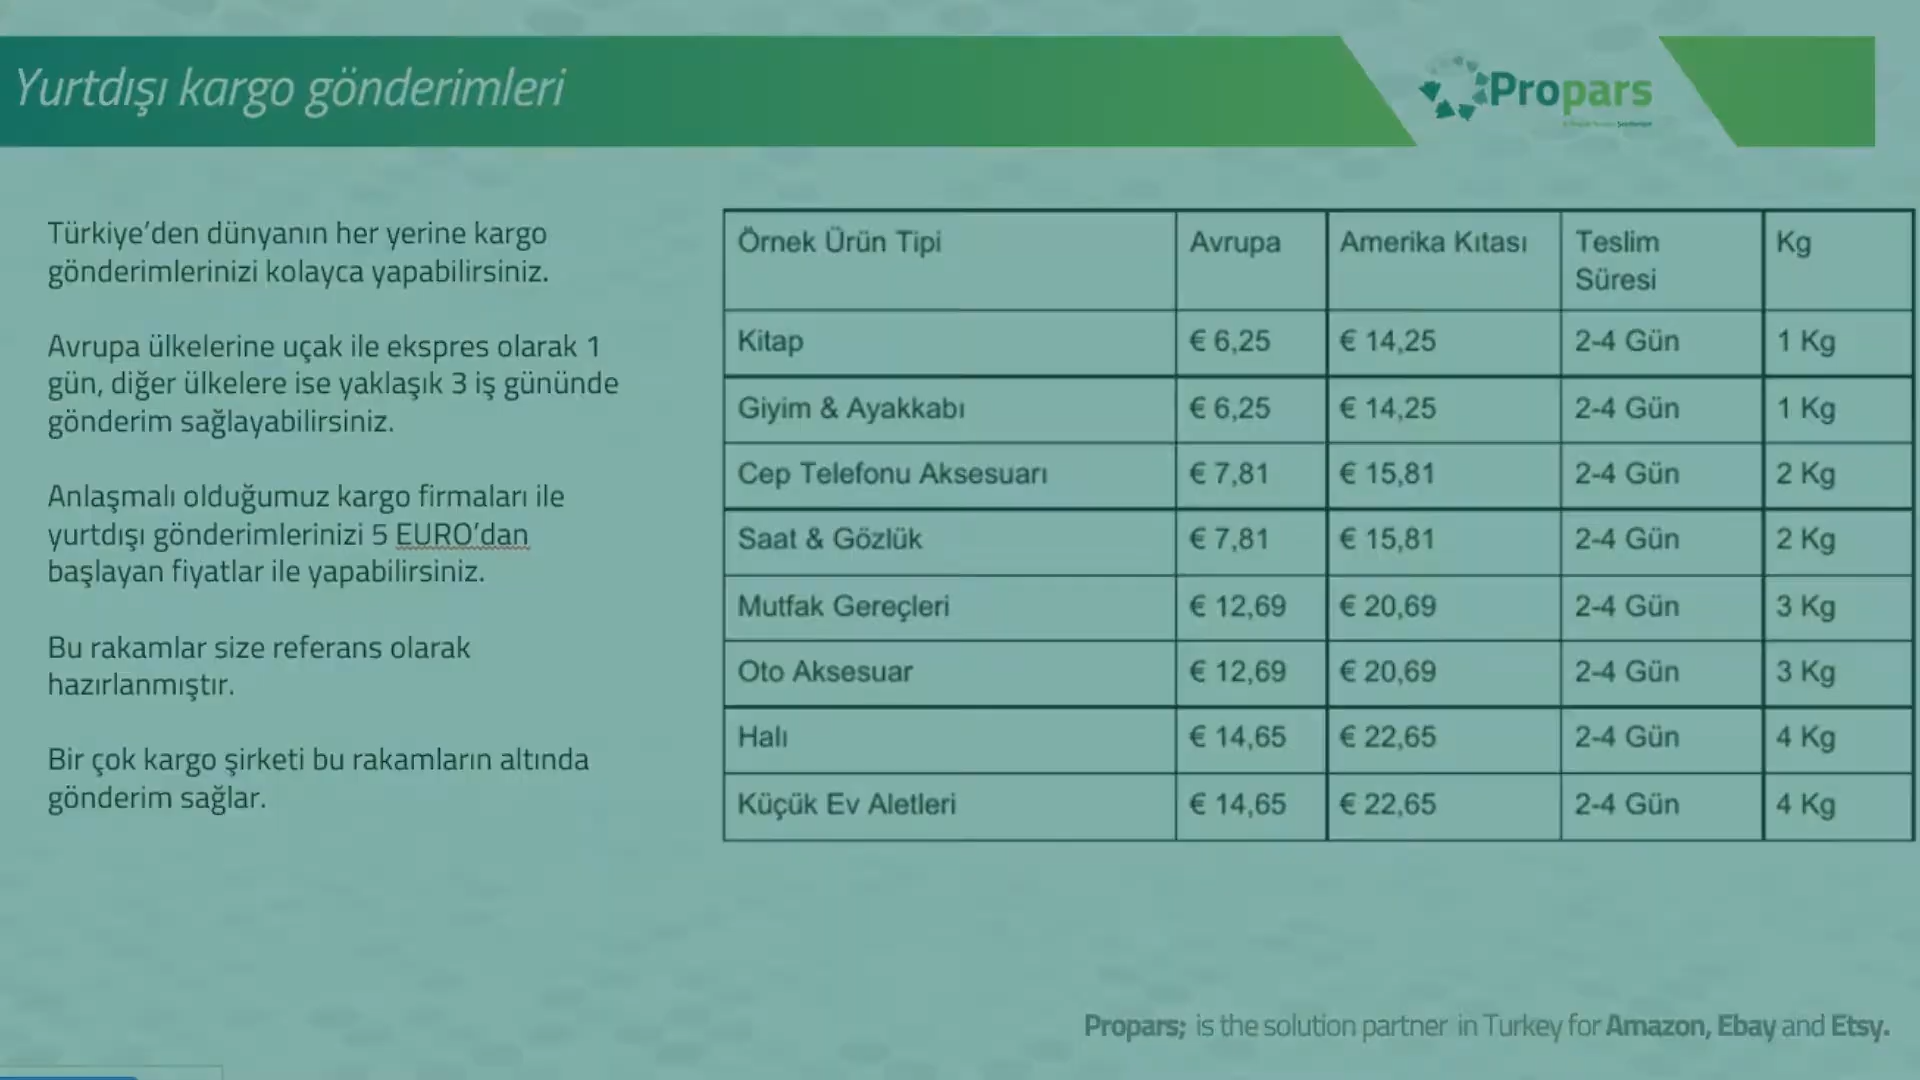 Yurtdışı kargo gönderimleri
Propars
Türkiye’den dünyanın her yerine kargo
gönderimlerinizi kolayca yapabilirsiniz.
Avrupa ülkelerine uçak ile ekspres olarak 1
gün, diğer ülkelere ise yaklaşık 3 iş gününde
gönderim sağlayabilirsiniz.
Anlaşmalı olduğumuz kargo firmaları ile
yurtdışı gönderimlerinizi 5 EURO’dan
başlayan fiyatlar ile yapabilirsiniz.
Bu rakamlar size referans olarak
hazırlanmıştır.
Bir çok kargo şirketi bu rakamların altında
gönderim sağlar.
Örnek Ürün Tipi Avrupa Amerika Kıtası Teslim Süresi Kg
Kitap € 6,25 € 14,25 2-4 Gün 1 Kg
Giyim & Ayakkabı € 6,25 € 14,25 2-4 Gün 1 Kg
Cep Telefonu Aksesuarı € 7,81 € 15,81 2-4 Gün 2 Kg
Saat & Gözlük € 7,81 € 15,81 2-4 Gün 2 Kg
Mutfak Gereçleri € 12,69 € 20,69 2-4 Gün 3 Kg
Oto Aksesuar € 12,69 € 20,69 2-4 Gün 3 Kg
Halı € 14,65 € 22,65 2-4 Gün 4 Kg
Küçük Ev Aletleri € 14,65 € 22,65 2-4 Gün 4 Kg
Propars; is the solution partner in Turkey for Amazon, Ebay and Etsy.